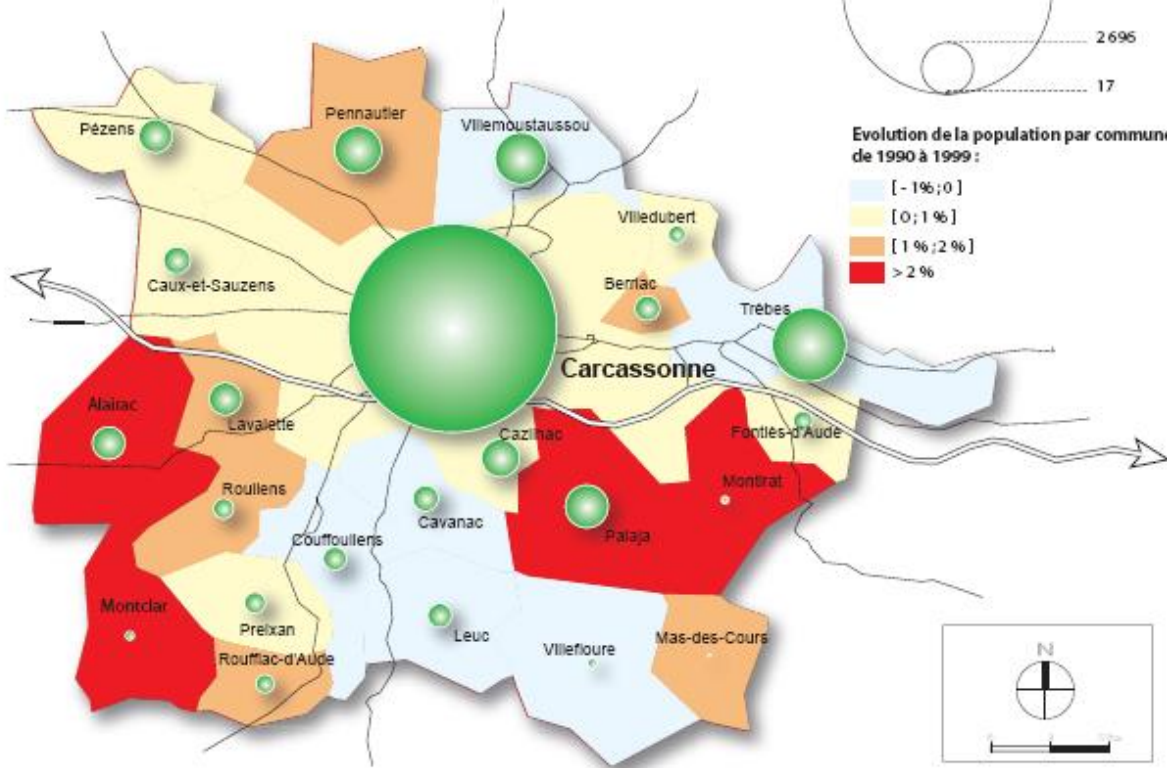 2 696
17
Evolution de la population par commune
de 1990 à 1999 :
[ - 1% ; 0 ]
[ 0 ; 1 % ]
[ 1 % ; 2 % ]
> 2 %
Pézens
Pennautier
Villemoustaussou
Villedubert
Caux-et-Sauzens
Berriac
Trèbes
Carcassonne
Alairac
Lavalette
Cazilhac
Fontiès-d'Aude
Roullens
Montirat
Cavanac
Palaja
Couffoulens
Montclar
Preixan
Leuc
Villefloure
Mas-des-Cours
Rouffiac-d'Aude
N